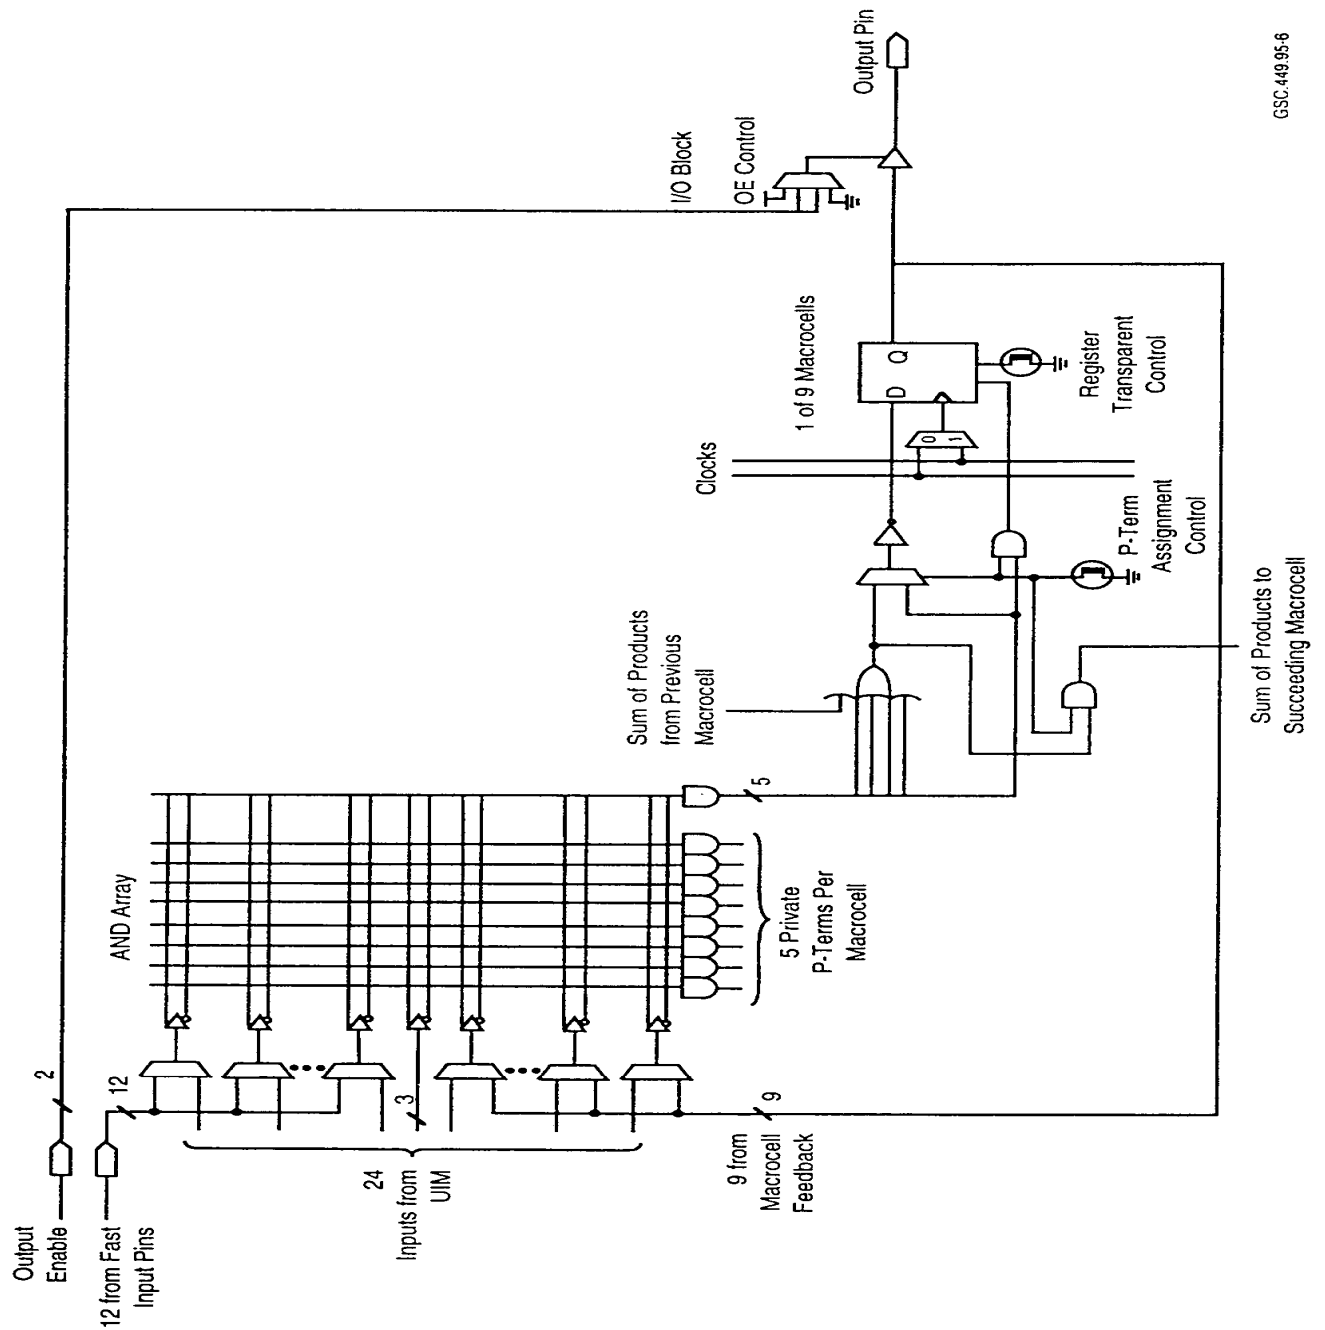 Output
Enable
2
12 from Fast
Input Pins
12
24
Inputs from
UIM
3
9 from
Macrocell
Feedback
9
AND Array
5 Private
P-Terms Per
Macrocell
5
Sum of Products
from Previous
Macrocell
Sum of Products to
Succeeding Macrocell
P-Term
Assignment
Control
Clocks
0
1
1 of 9 Macrocells
D
Q
Register
Transparent
Control
I/O Block
OE Control
Output Pin
GSC.449.95-6